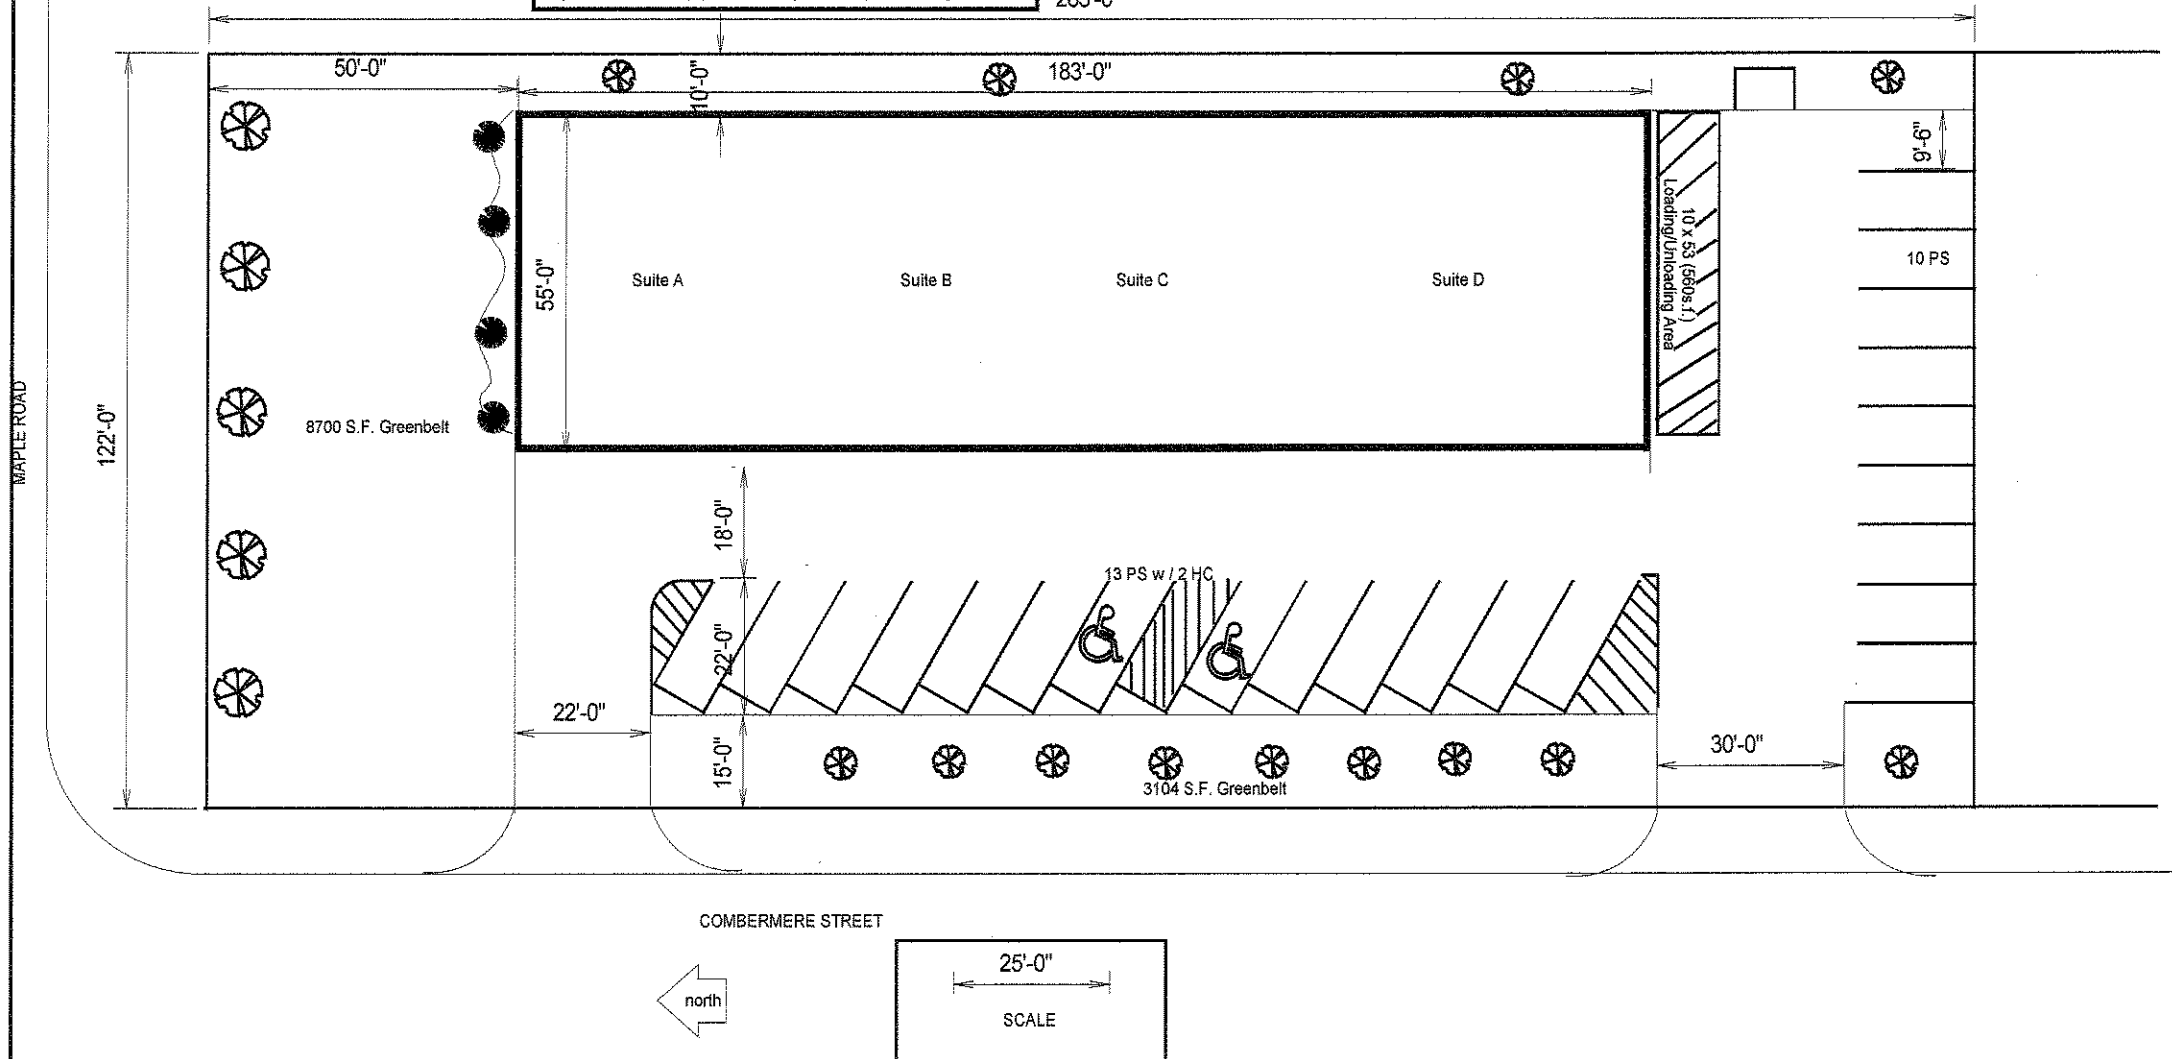 50'-0"
10'-0"
183'-0"
9'-6"
10 x 53 (560s.f.)
Loading/Unloading Area
10 PS
Suite A
Suite B
Suite C
Suite D
55'-0"
MAPLE ROAD
122'-0"
8700 S.F. Greenbelt
18'-0"
13 PS w / 2 HC
22'-0"
22'-0"
15'-0"
30'-0"
3104 S.F. Greenbelt
COMBERMERE STREET
north
25'-0"
SCALE